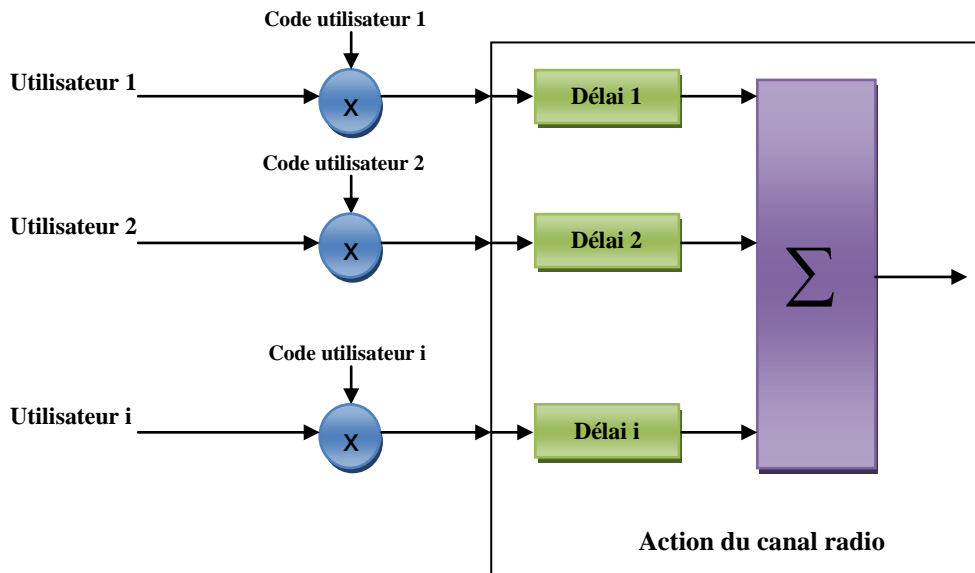 Code utilisateur 1
Utilisateur 1
X
Délai 1
Code utilisateur 2
Utilisateur 2
X
Délai 2
∑
Code utilisateur i
Utilisateur i
X
Délai i
Action du canal radio